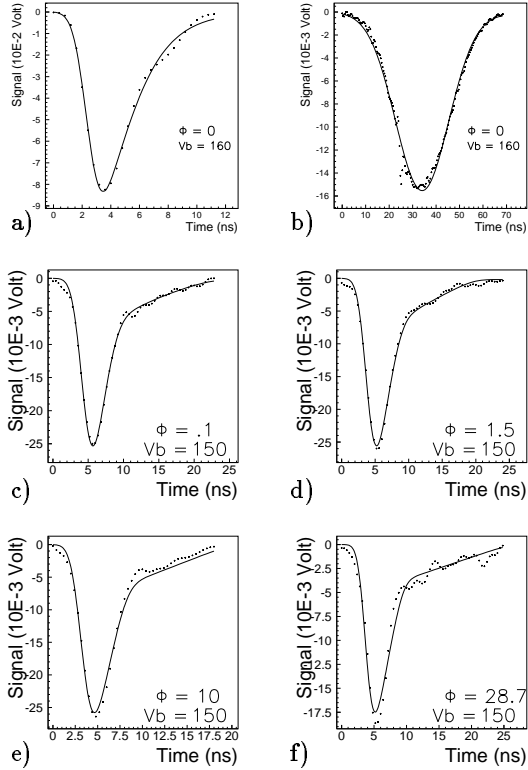 Signal (10E-2 Volt)
0
-1
-2
-3
-4
-5
-6
-7
-8
-9
Φ = 0
Vb = 160
0 2 4 6 8 10 12
Time (ns)
a)
Signal (10E-3 Volt)
0
-2
-4
-6
-8
-10
-12
-14
-16
Φ = 0
Vb = 160
0 10 20 30 40 50 60 70
Time (ns)
b)
Signal (10E-3 Volt)
0
-5
-10
-15
-20
-25
Φ = .1
Vb = 150
0 5 10 15 20 25
Time (ns)
c)
Signal (10E-3 Volt)
0
-5
-10
-15
-20
-25
Φ = 1.5
Vb = 150
0 5 10 15 20 25
Time (ns)
d)
Signal (10E-3 Volt)
0
-5
-10
-15
-20
-25
Φ = 10
Vb = 150
0 2.5 5 7.5 10 12.5 15 17.5 20
Time (ns)
e)
Signal (10E-3 Volt)
0
-2.5
-5
-7.5
-10
-12.5
-15
-17.5
Φ = 28.7
Vb = 150
0 5 10 15 20 25
Time (ns)
f)